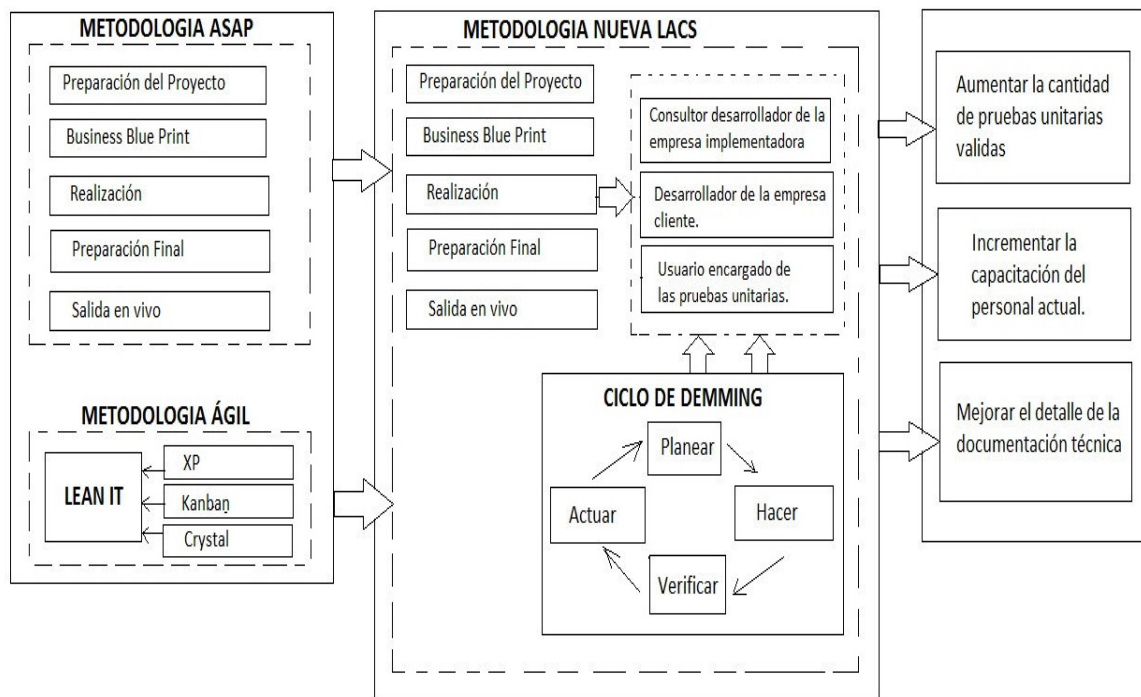 METODOLOGIA ASAP
Preparación del Proyecto
Business Blue Print
Realización
Preparación Final
Salida en vivo
METODOLOGIA ÁGIL
LEAN IT
XP
Kanban
Crystal
METODOLOGIA NUEVA LACS
Preparación del Proyecto
Business Blue Print
Realización
Preparación Final
Salida en vivo
Consultor desarrollador de la
empresa implementadora
Desarrollador de la empresa
cliente.
Usuario encargado de
las pruebas unitarias.
CICLO DE DEMMING
Planear
Hacer
Verificar
Actuar
Aumentar la cantidad
de pruebas unitarias
validas
Incrementar la
capacitación del
personal actual.
Mejorar el detalle de la
documentación técnica